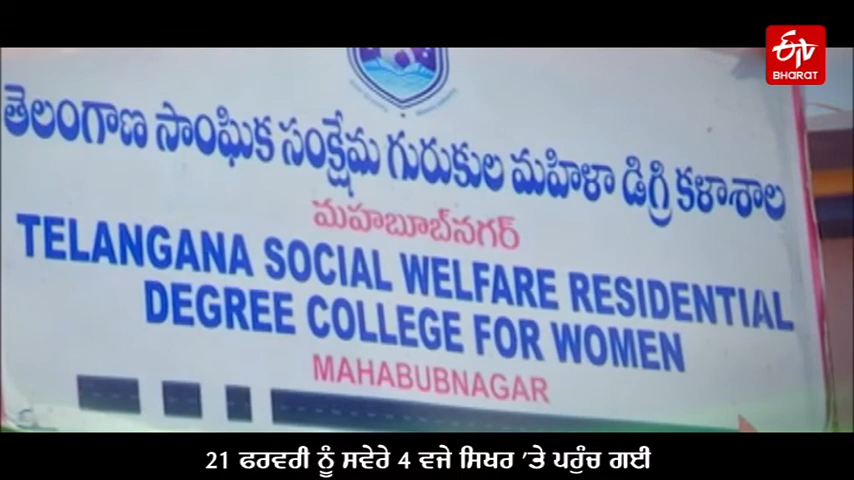 ETV
BHARAT
తెలంగాణ సాంఘిక సంక్షేమ గురుకుల మహిళా డిగ్రీ కళాశాల
మహబూబ్‌నగర్
TELANGANA SOCIAL WELFARE RESIDENTIAL
DEGREE COLLEGE FOR WOMEN
MAHABUBNAGAR
21 ਫਰਵਰੀ ਨੂੰ ਸਵੇਰੇ 4 ਵਜੇ ਸਿਖਰ 'ਤੇ ਪਹੁੰਚ ਗਈ